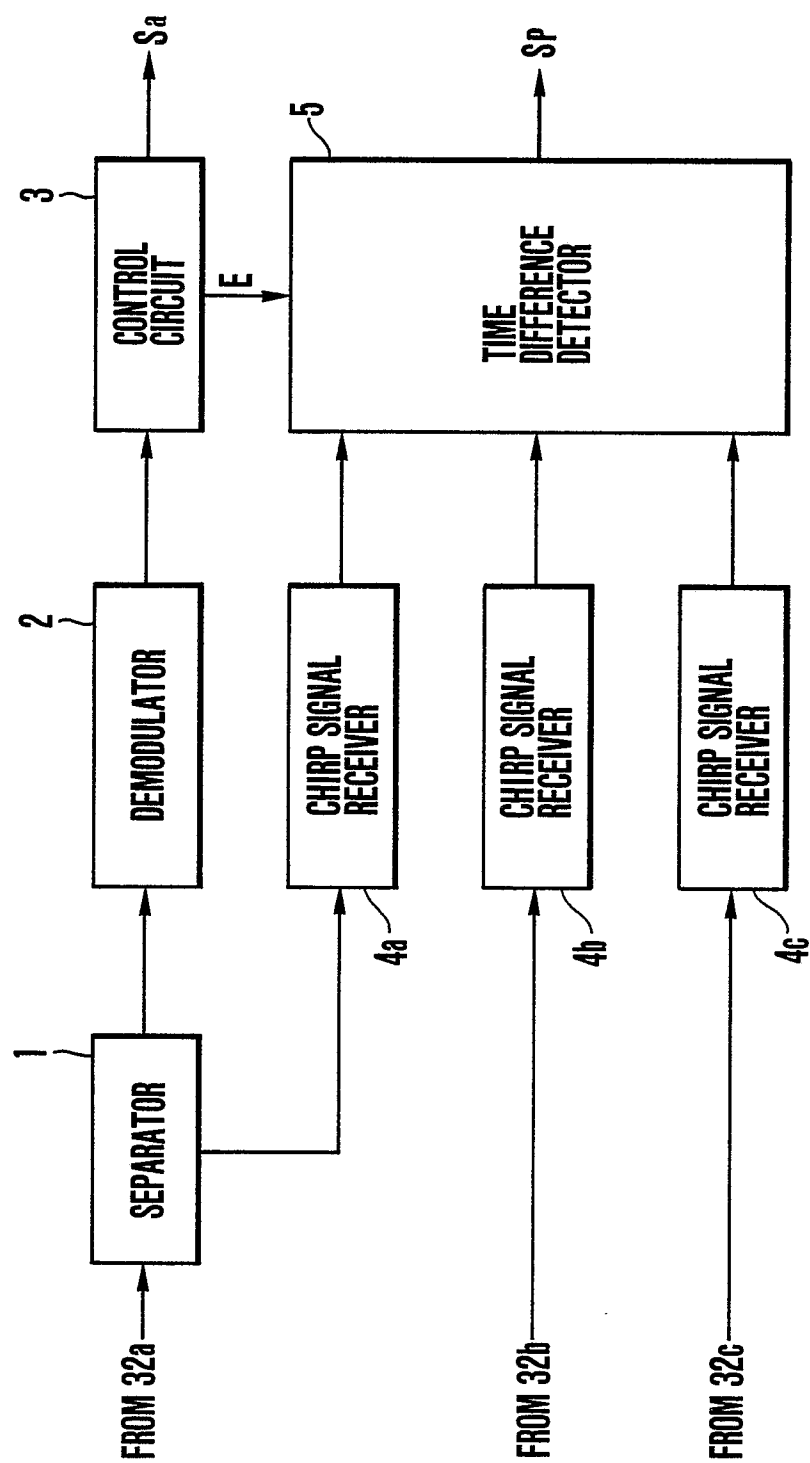 FROM 32a
1
SEPARATOR
2
DEMODULATOR
3
CONTROL
CIRCUIT
Sa
E
4a
CHIRP SIGNAL
RECEIVER
5
TIME
DIFFERENCE
DETECTOR
SP
FROM 32b
4b
CHIRP SIGNAL
RECEIVER
FROM 32c
4c
CHIRP SIGNAL
RECEIVER